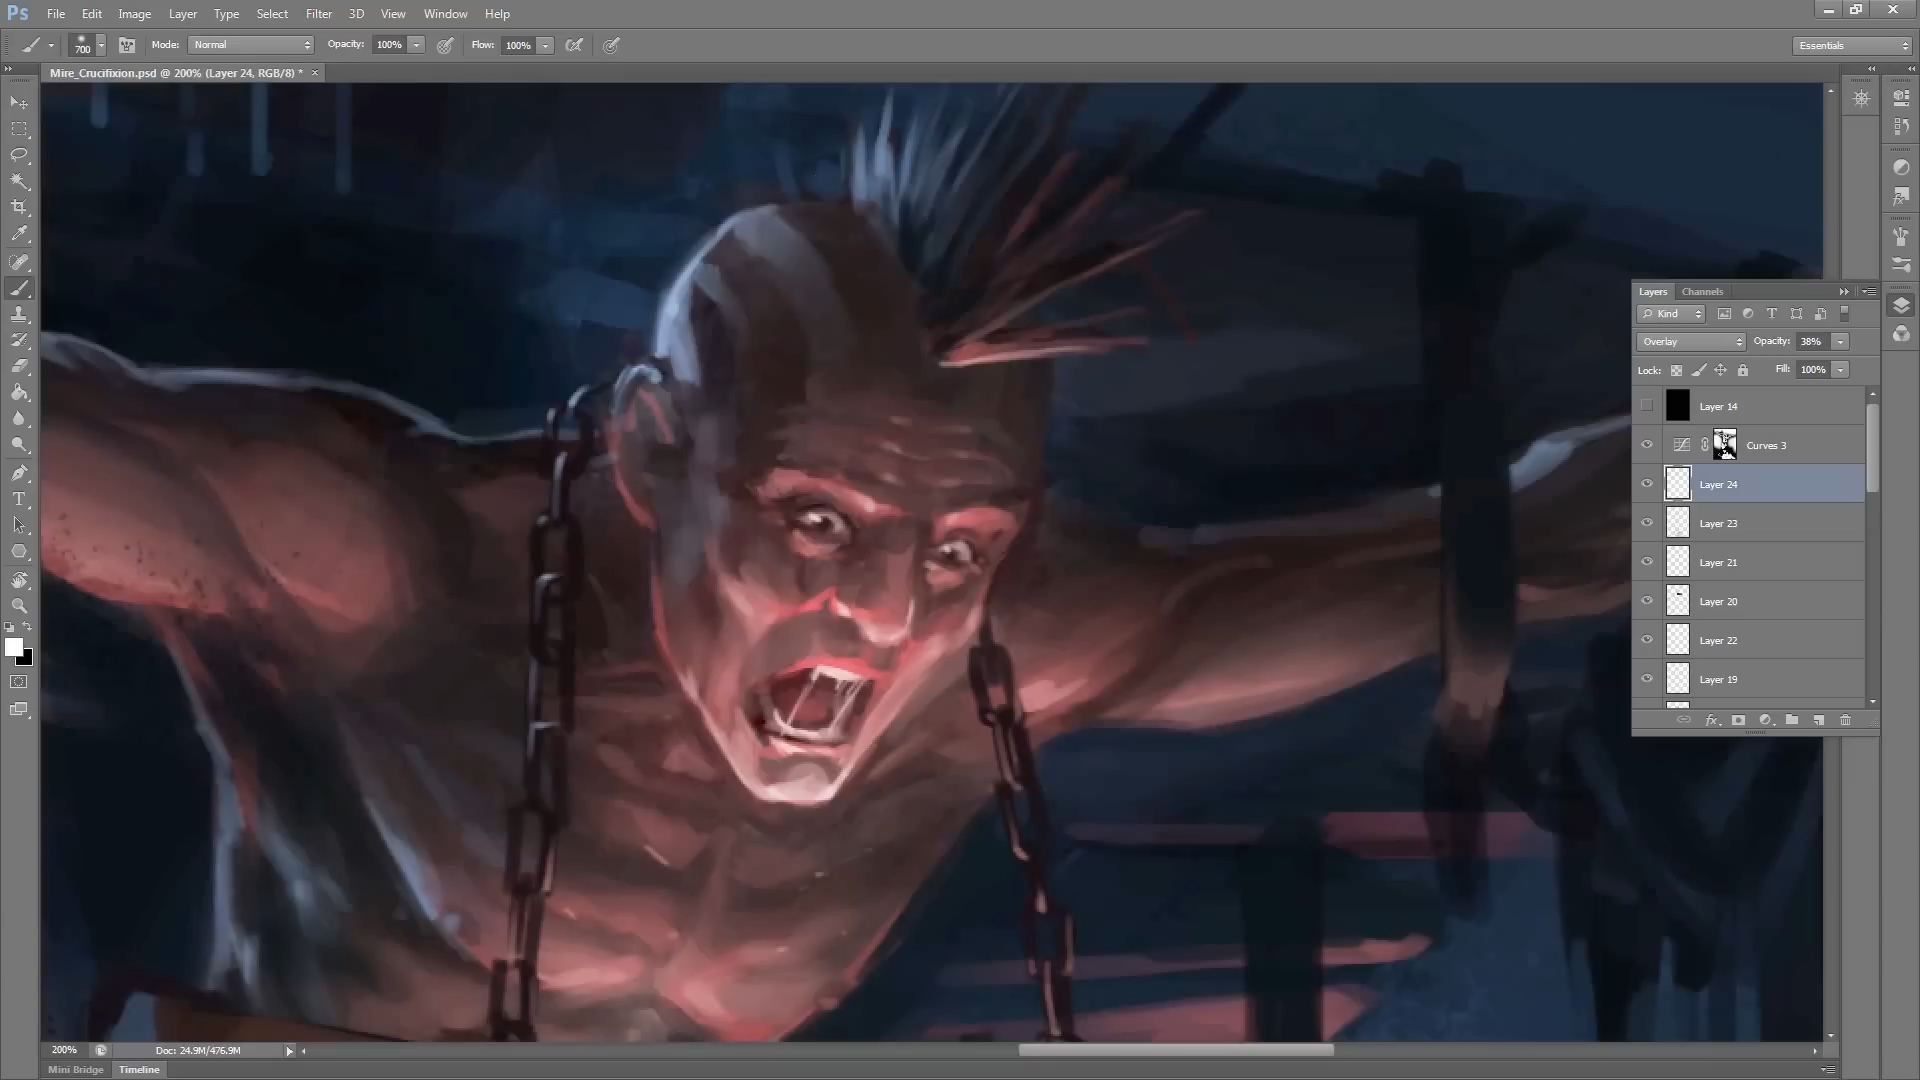 Ps File Edit Image Layer Type Select Filter 3D View Window Help
700 Mode: Normal Opacity: 100% Flow: 100% Essentials
Mire_Crucifixion.psd @ 200% (Layer 24, RGB/8) * ×
Layers Channels
Kind T
Overlay Opacity: 38%
Lock: Fill: 100%
Layer 14
Curves 3
Layer 24
Layer 23
Layer 21
Layer 20
Layer 22
Layer 19
fx
200% Doc: 24.9M/476.9M
Mini Bridge Timeline